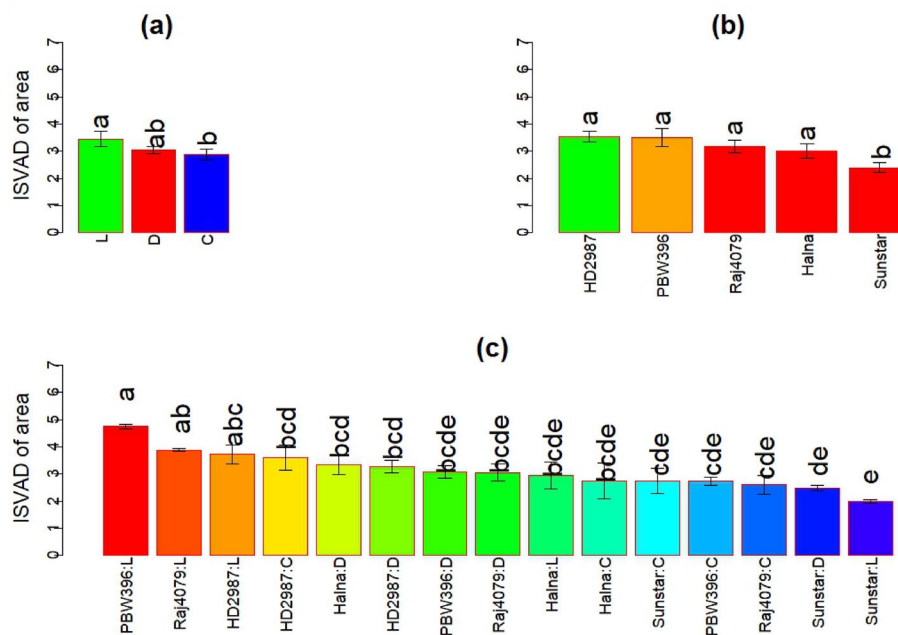 (a)
ISVAD of area
7
6
5
4
3
2
1
0
a
ab
b
L
D
C
(b)
7
6
5
4
3
2
1
0
a
a
a
a
b
HD2987
PBW396
Raj4079
Halna
Sunstar
(c)
ISVAD of area
7
6
5
4
3
2
1
0
a
ab
abc
bcd
bcd
bcd
bcde
bcde
bcde
bcde
cde
cde
cde
de
e
PBW396:L
Raj4079:L
HD2987:L
HD2987:C
Halna:D
HD2987:D
PBW396:D
Raj4079:D
Halna:L
Halna:C
Sunstar:C
PBW396:C
Raj4079:C
Sunstar:D
Sunstar:L